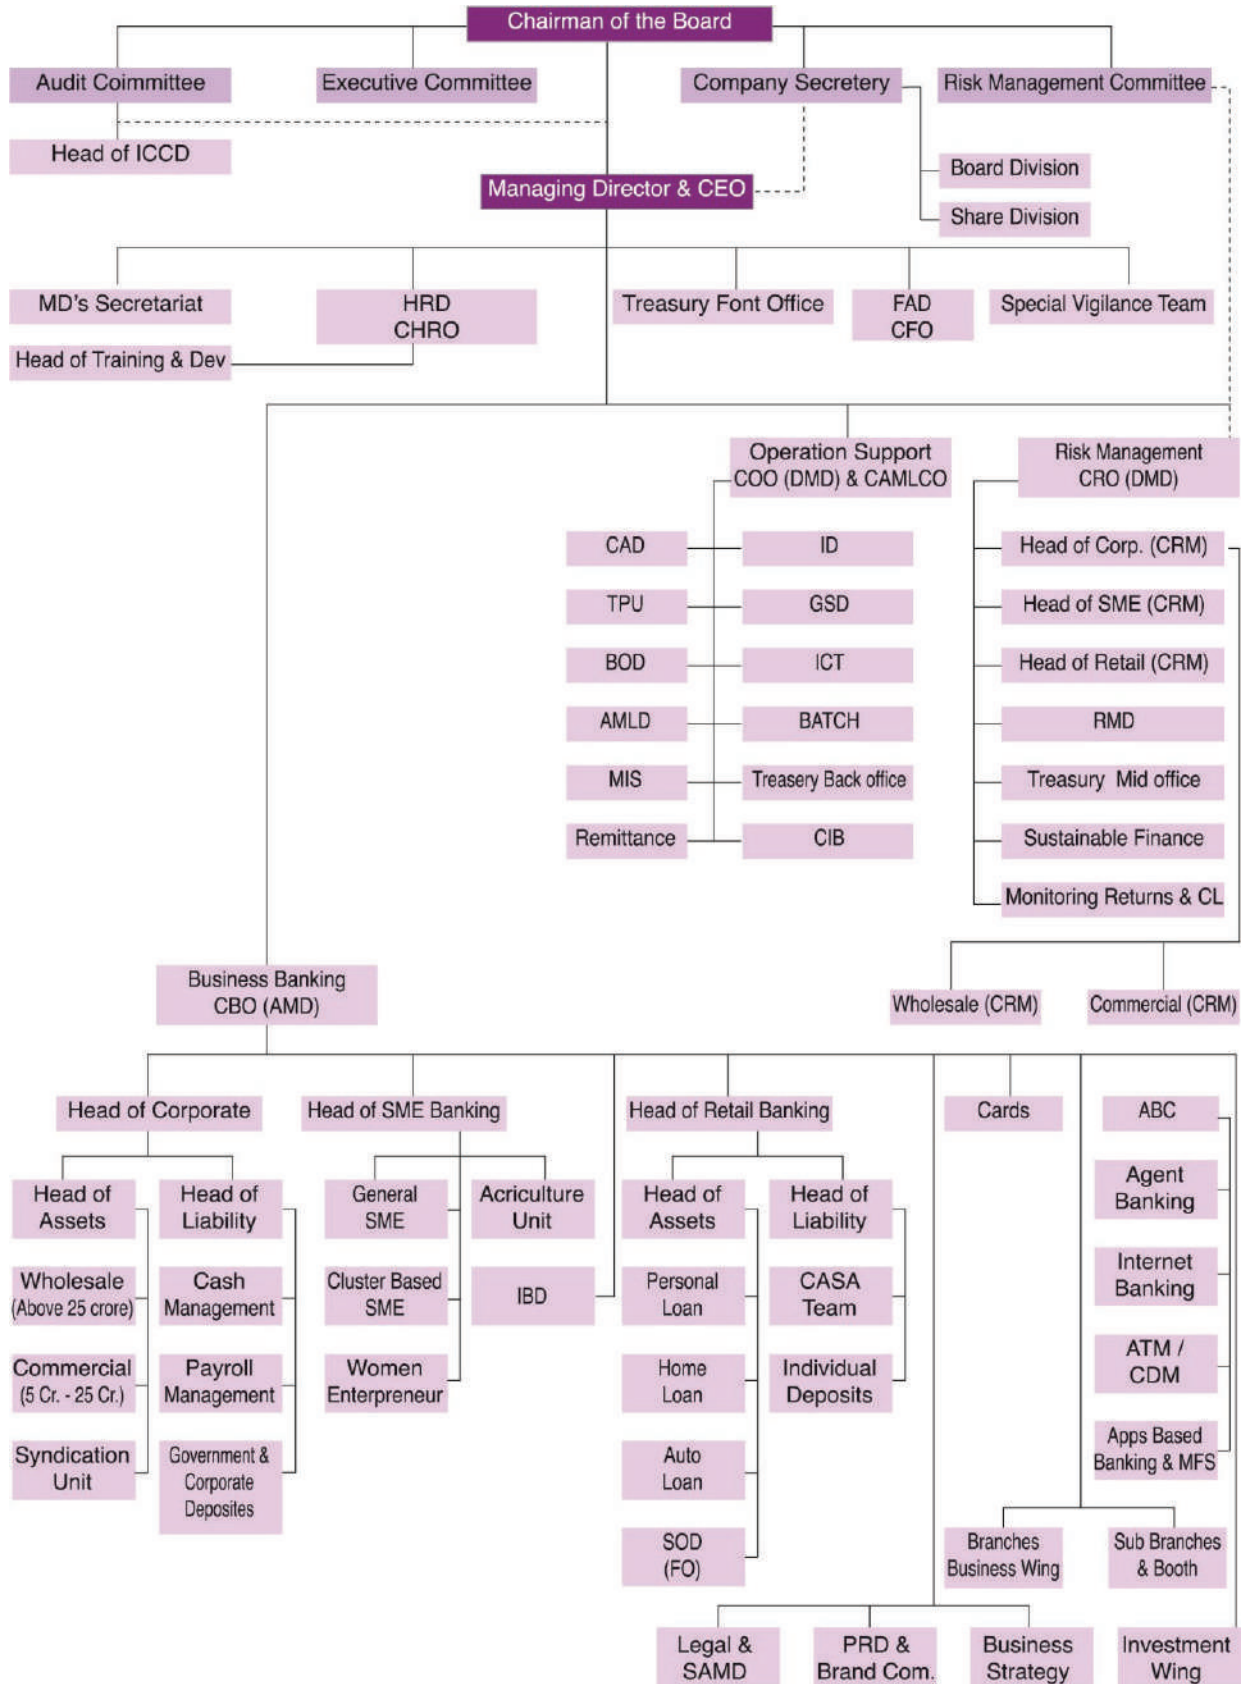 Chairman of the Board
Audit Coimmittee
Executive Committee
Company Secretery
Risk Management Committee
Head of ICCD
Board Division
Managing Director & CEO
Share Division
MD's Secretariat
HRD
CHRO
Treasury Font Office
FAD
CFO
Special Vigilance Team
Head of Training & Dev
Operation Support
COO (DMD) & CAMLCO
Risk Management
CRO (DMD)
CAD
ID
Head of Corp. (CRM)
TPU
GSD
Head of SME (CRM)
BOD
ICT
Head of Retail (CRM)
AMLD
BATCH
RMD
MIS
Treasery Back office
Treasury Mid office
Remittance
CIB
Sustainable Finance
Monitoring Returns & CL
Business Banking
CBO (AMD)
Wholesale (CRM)
Commercial (CRM)
Head of Corporate
Head of SME Banking
Head of Retail Banking
Cards
ABC
Head of
Assets
Head of
Liability
General
SME
Acriculture
Unit
Head of
Assets
Head of
Liability
Agent
Banking
Wholesale
(Above 25 crore)
Cash
Management
Cluster Based
SME
IBD
Personal
Loan
CASA
Team
Internet
Banking
Commercial
(5 Cr. - 25 Cr.)
Payroll
Management
Women
Enterpreneur
Home
Loan
Individual
Deposits
ATM /
CDM
Syndication
Unit
Government &
Corporate
Deposites
Auto
Loan
Apps Based
Banking & MFS
SOD
(FO)
Branches
Business Wing
Sub Branches
& Booth
Legal &
SAMD
PRD &
Brand Com.
Business
Strategy
Investment
Wing